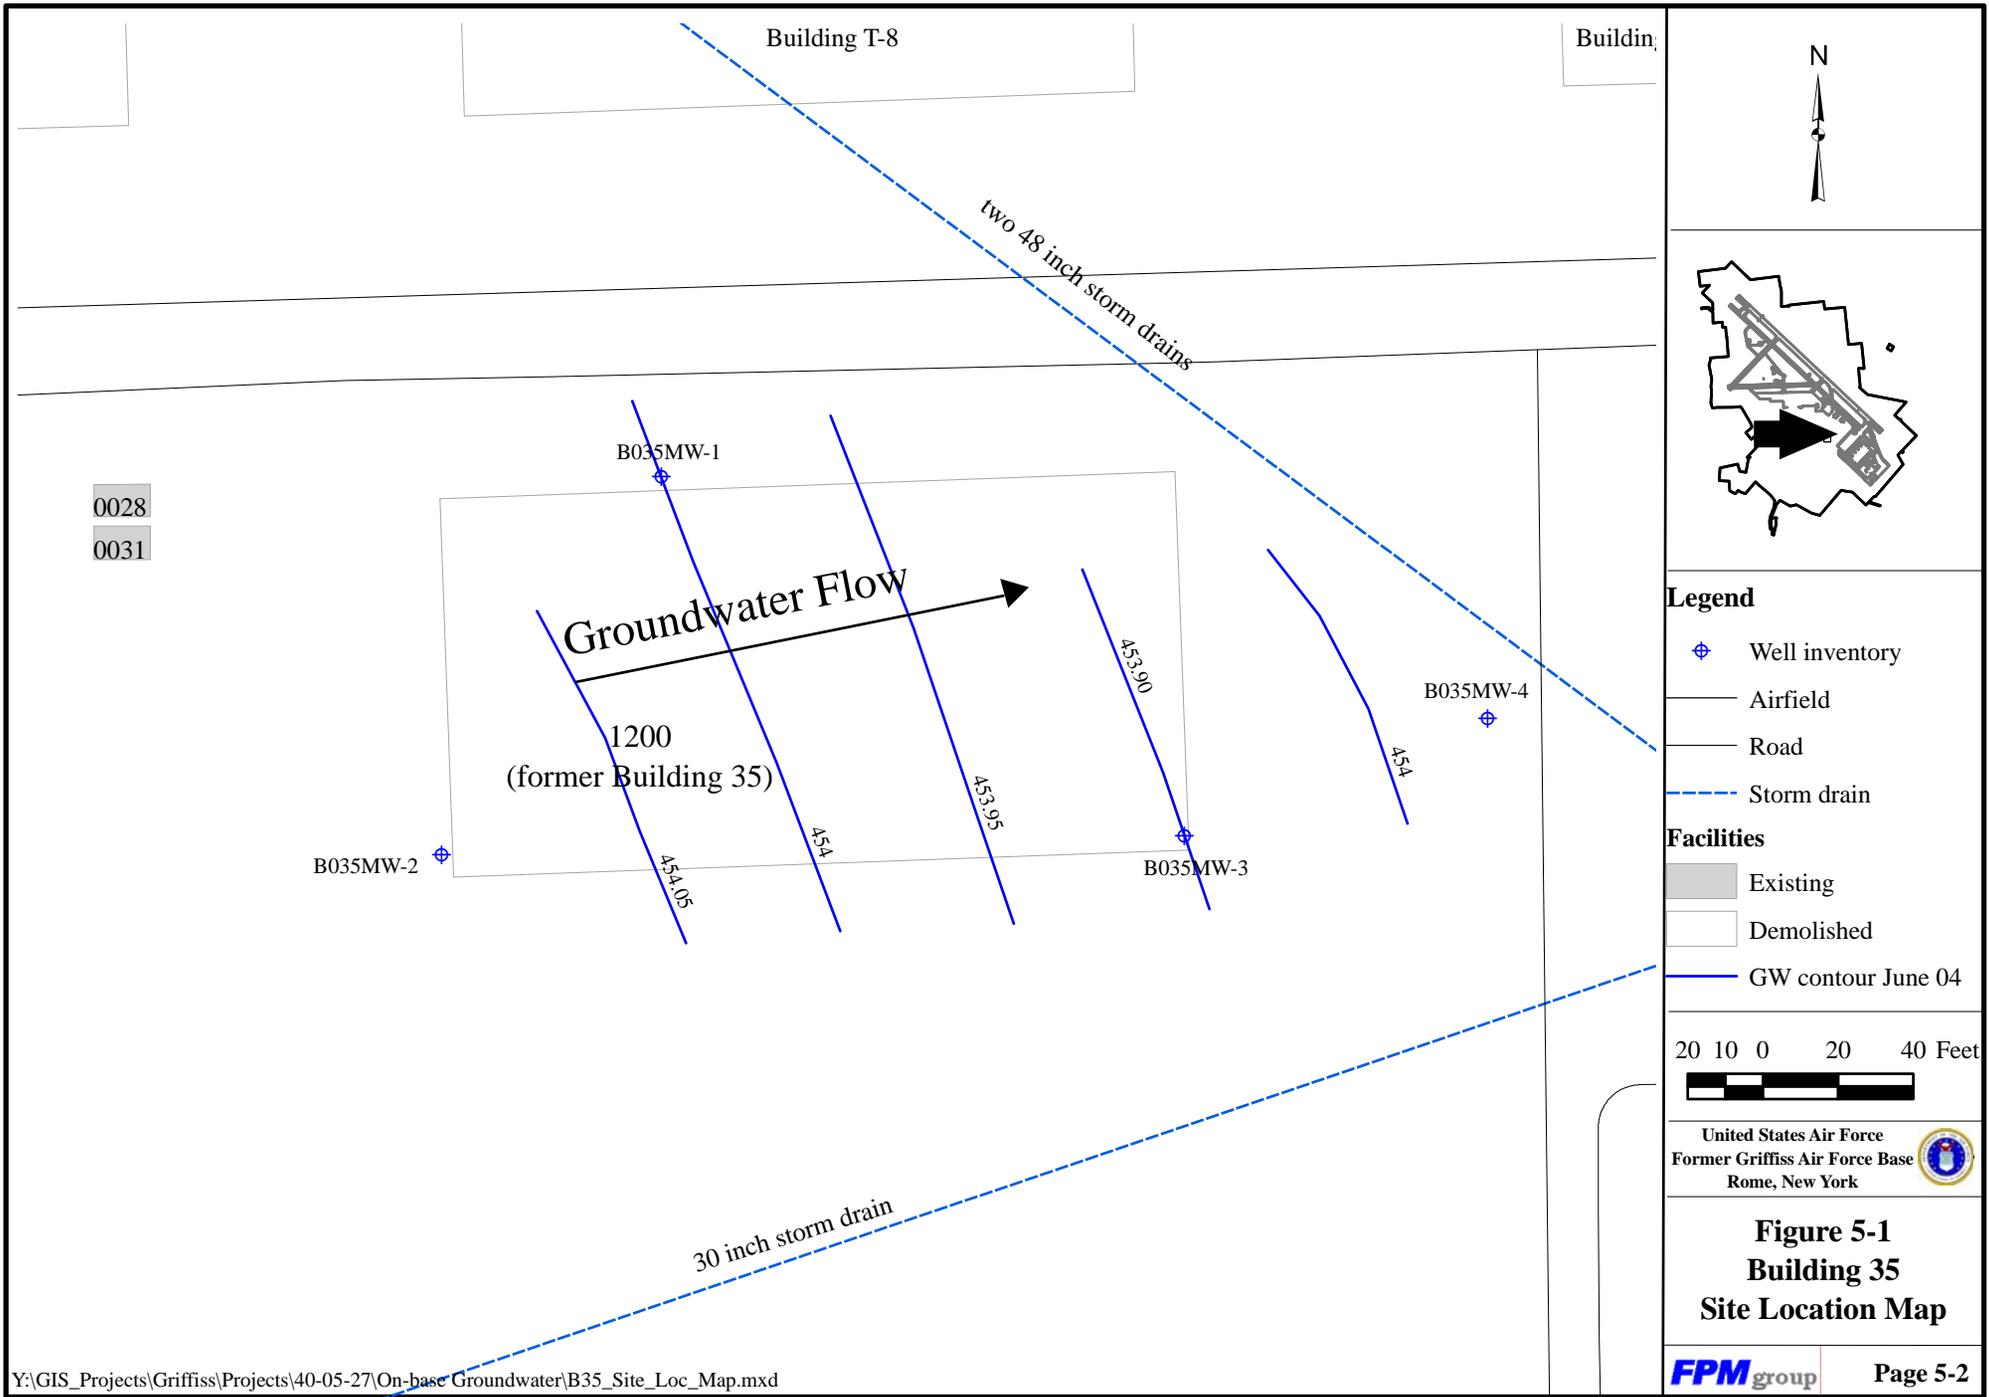 Building T-8
Buildin
two 48 inch storm drains
B035MW-1
0028
0031
Groundwater Flow
453.90
B035MW-4
1200
(former Building 35)
454
453.95
454
454.05
B035MW-2
B035MW-3
30 inch storm drain
Y:\GIS_Projects\Griffiss\Projects\40-05-27\On-base Groundwater\B35_Site_Loc_Map.mxd
N
Legend
Well inventory
Airfield
Road
Storm drain
Facilities
Existing
Demolished
GW contour June 04
20 10 0 20 40 Feet
United States Air Force
Former Griffiss Air Force Base
Rome, New York
Figure 5-1
Building 35
Site Location Map
FPM group
Page 5-2